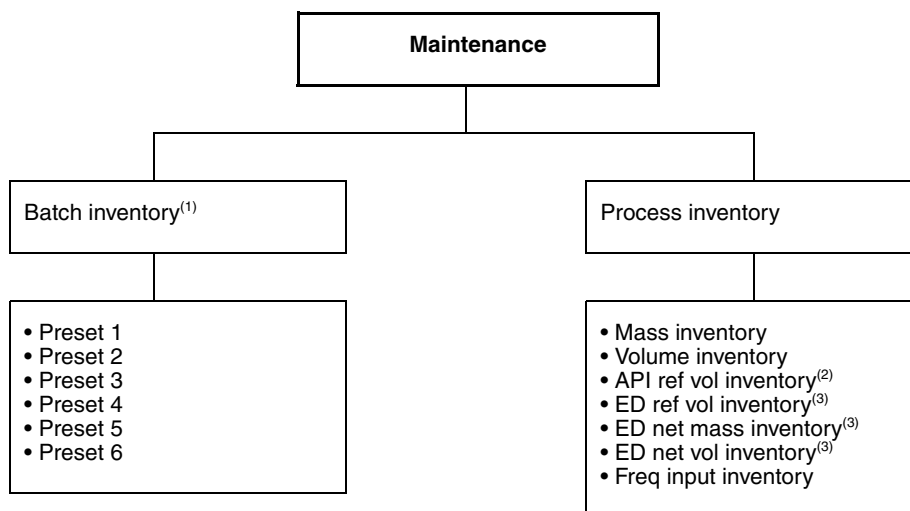 Maintenance
Batch inventory(1)
Process inventory
• Preset 1
• Preset 2
• Preset 3
• Preset 4
• Preset 5
• Preset 6
• Mass inventory
• Volume inventory
• API ref vol inventory(2)
• ED ref vol inventory(3)
• ED net mass inventory(3)
• ED net vol inventory(3)
• Freq input inventory